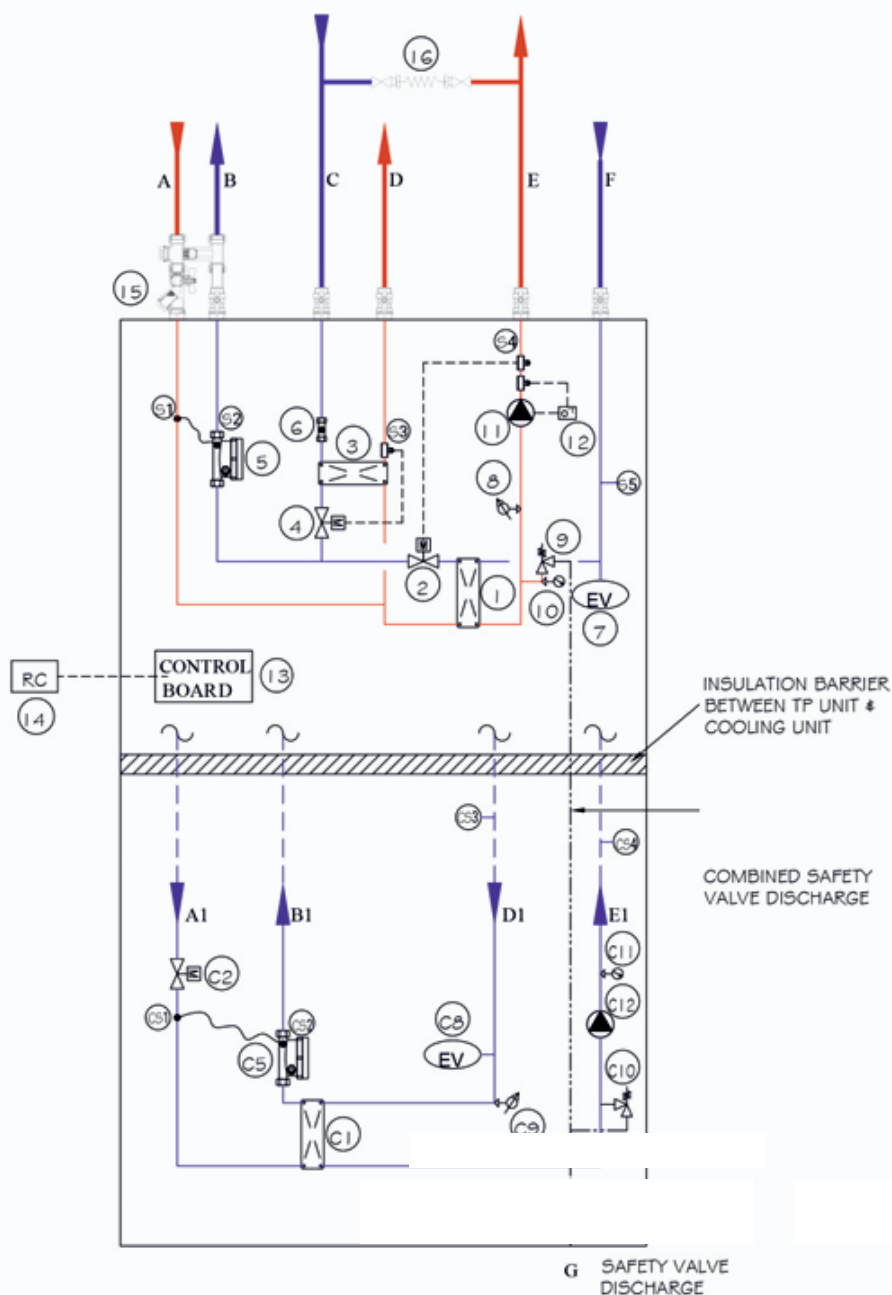 16
A
B
C
D
E
F
15
S4
S1
S2
5
6
3
S3
11
12
8
S5
4
9
2
1
10
EV
7
RC
14
CONTROL
BOARD
13
INSULATION BARRIER
BETWEEN TP UNIT &
COOLING UNIT
CS3
CS4
COMBINED SAFETY
VALVE DISCHARGE
A1
B1
D1
E1
C11
C2
CS1
CS2
C5
C8
EV
C12
C10
C1
C9
G
SAFETY VALVE
DISCHARGE